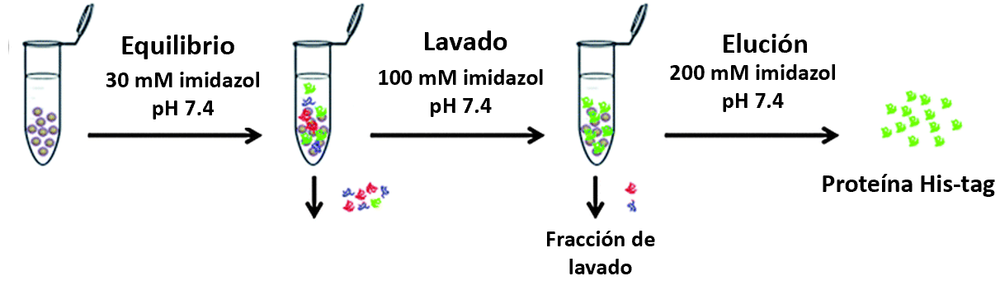 Equilibrio
30 mM imidazol
pH 7.4
Lavado
100 mM imidazol
pH 7.4
Elución
200 mM imidazol
pH 7.4
Proteína His-tag
Fracción de
lavado